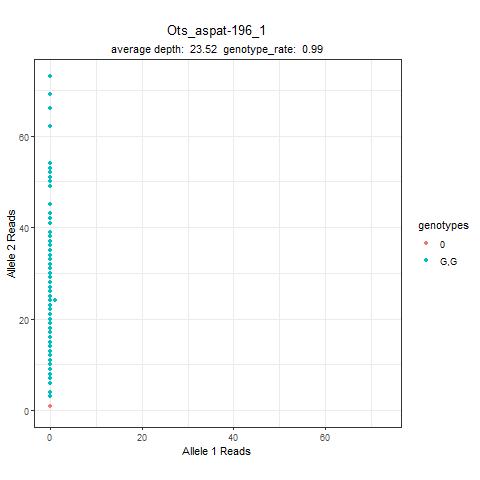 Ots_aspat-196_1
average depth: 23.52 genotype_rate: 0.99
Allele 2 Reads
60
40
20
0
0 20 40 60
Allele 1 Reads
genotypes
0
G,G